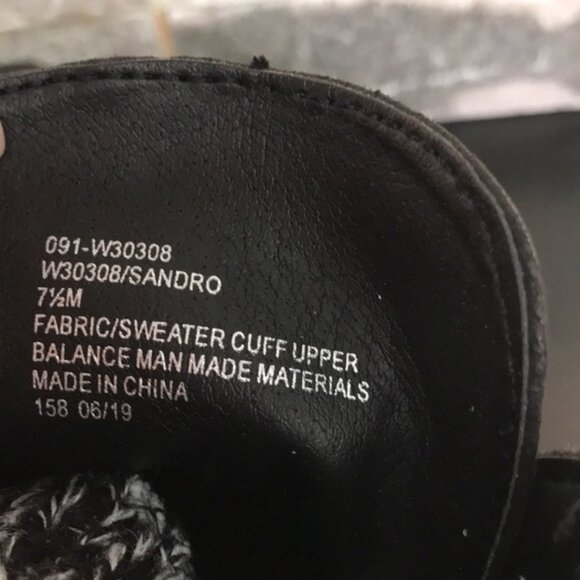 091-W30308
W30308/SANDRO
7½M
FABRIC/SWEATER CUFF UPPER
BALANCE MAN MADE MATERIALS
MADE IN CHINA
158 06/19